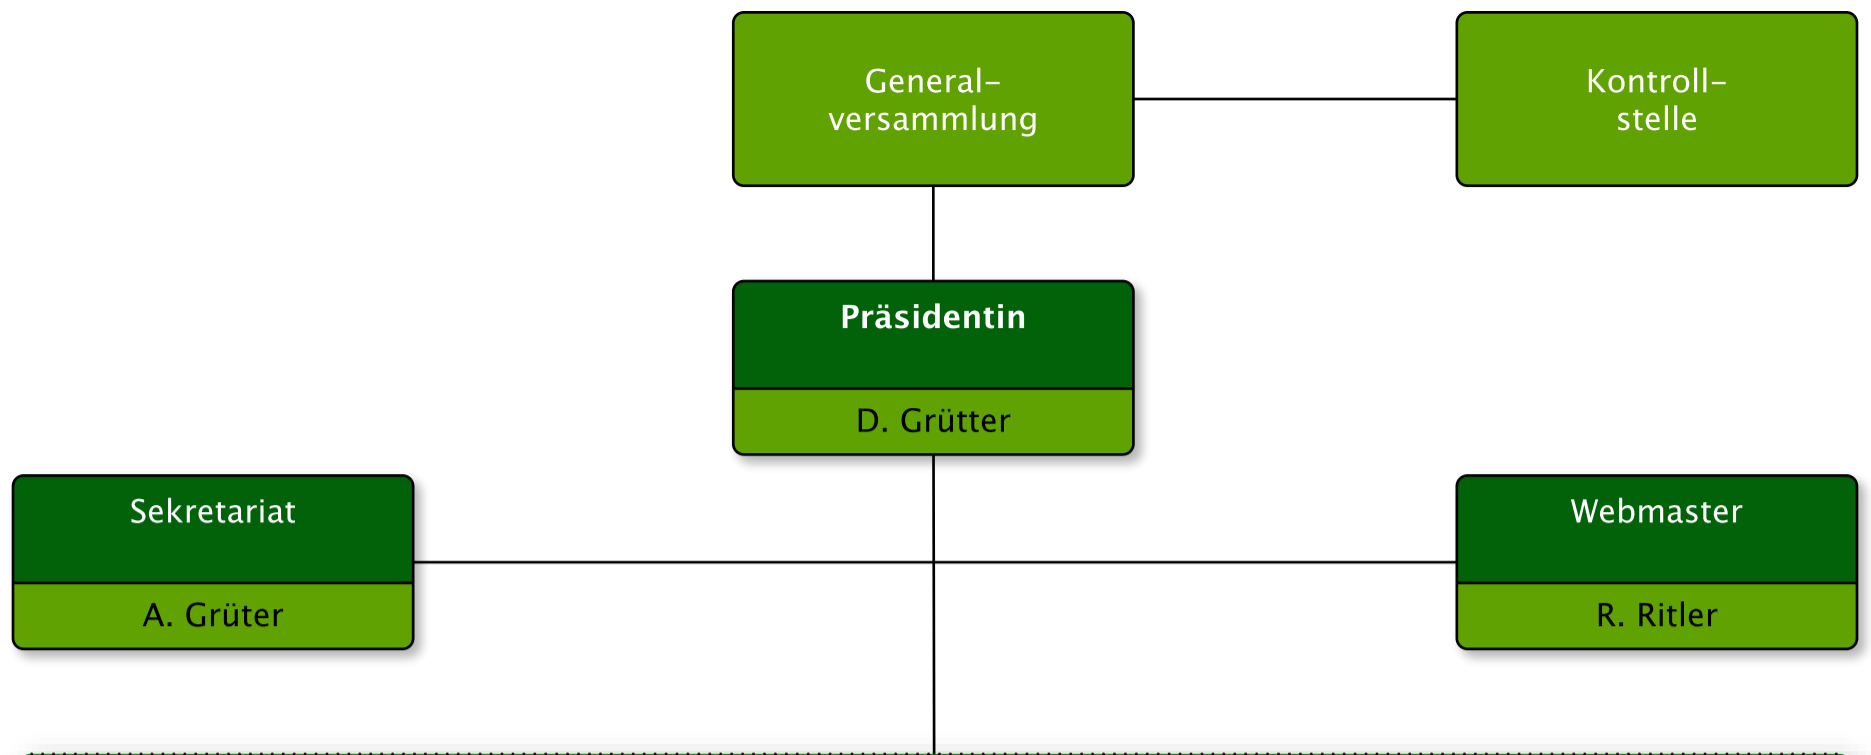 General-
versammlung
Kontroll-
stelle
Präsidentin
D. Grütter
Sekretariat
A. Grüter
Webmaster
R. Ritler